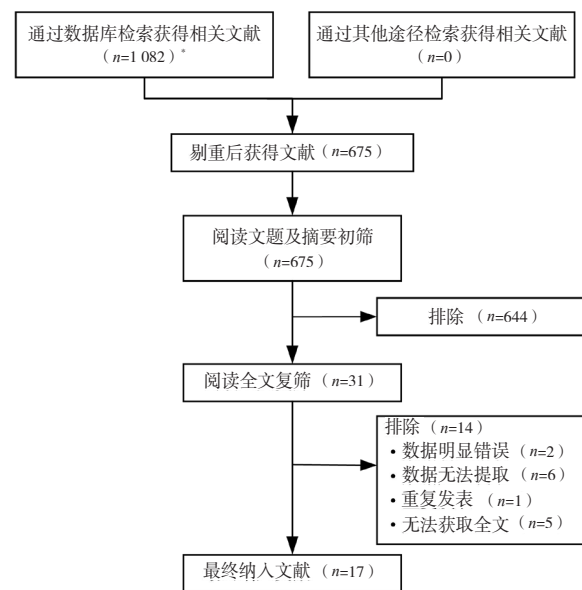 通过数据库检索获得相关文献
（n=1 082）*
通过其他途径检索获得相关文献
（n=0）
剔重后获得文献（n=675）
阅读文题及摘要初筛
（n=675）
排除（n=644）
阅读全文复筛（n=31）
排除（n=14）
• 数据明显错误（n=2）
• 数据无法提取（n=6）
• 重复发表（n=1）
• 无法获取全文（n=5）
最终纳入文献（n=17）